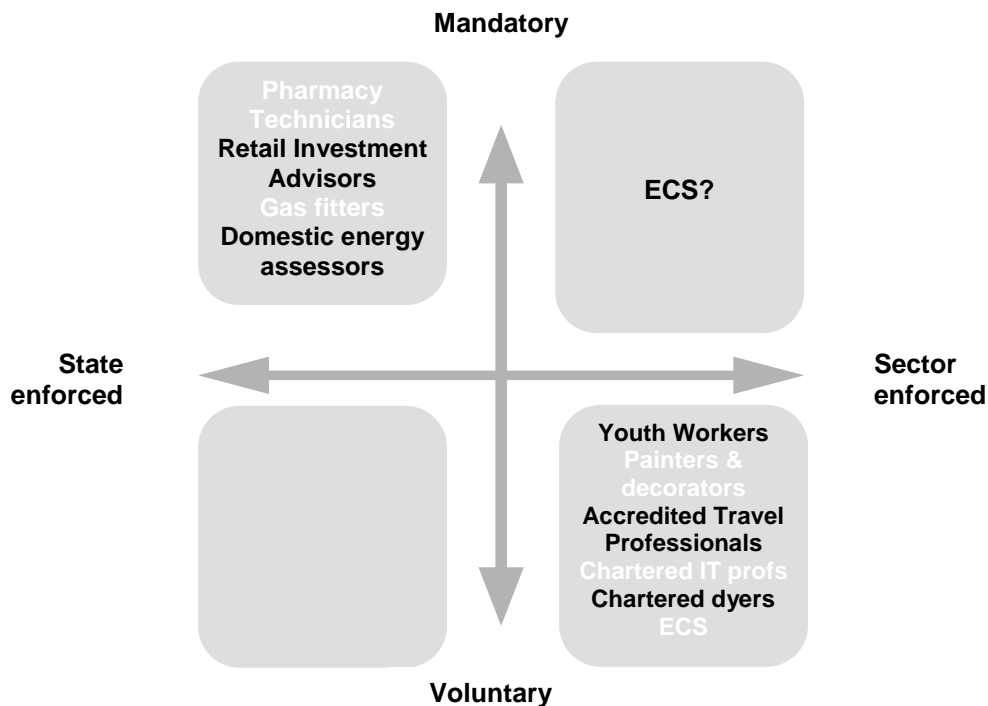 Mandatory
Pharmacy
Technicians
Retail Investment
Advisors
Gas fitters
Domestic energy
assessors
ECS?
State
enforced
Sector
enforced
Youth Workers
Painters &
decorators
Accredited Travel
Professionals
Chartered IT profs
Chartered dyers
ECS
Voluntary